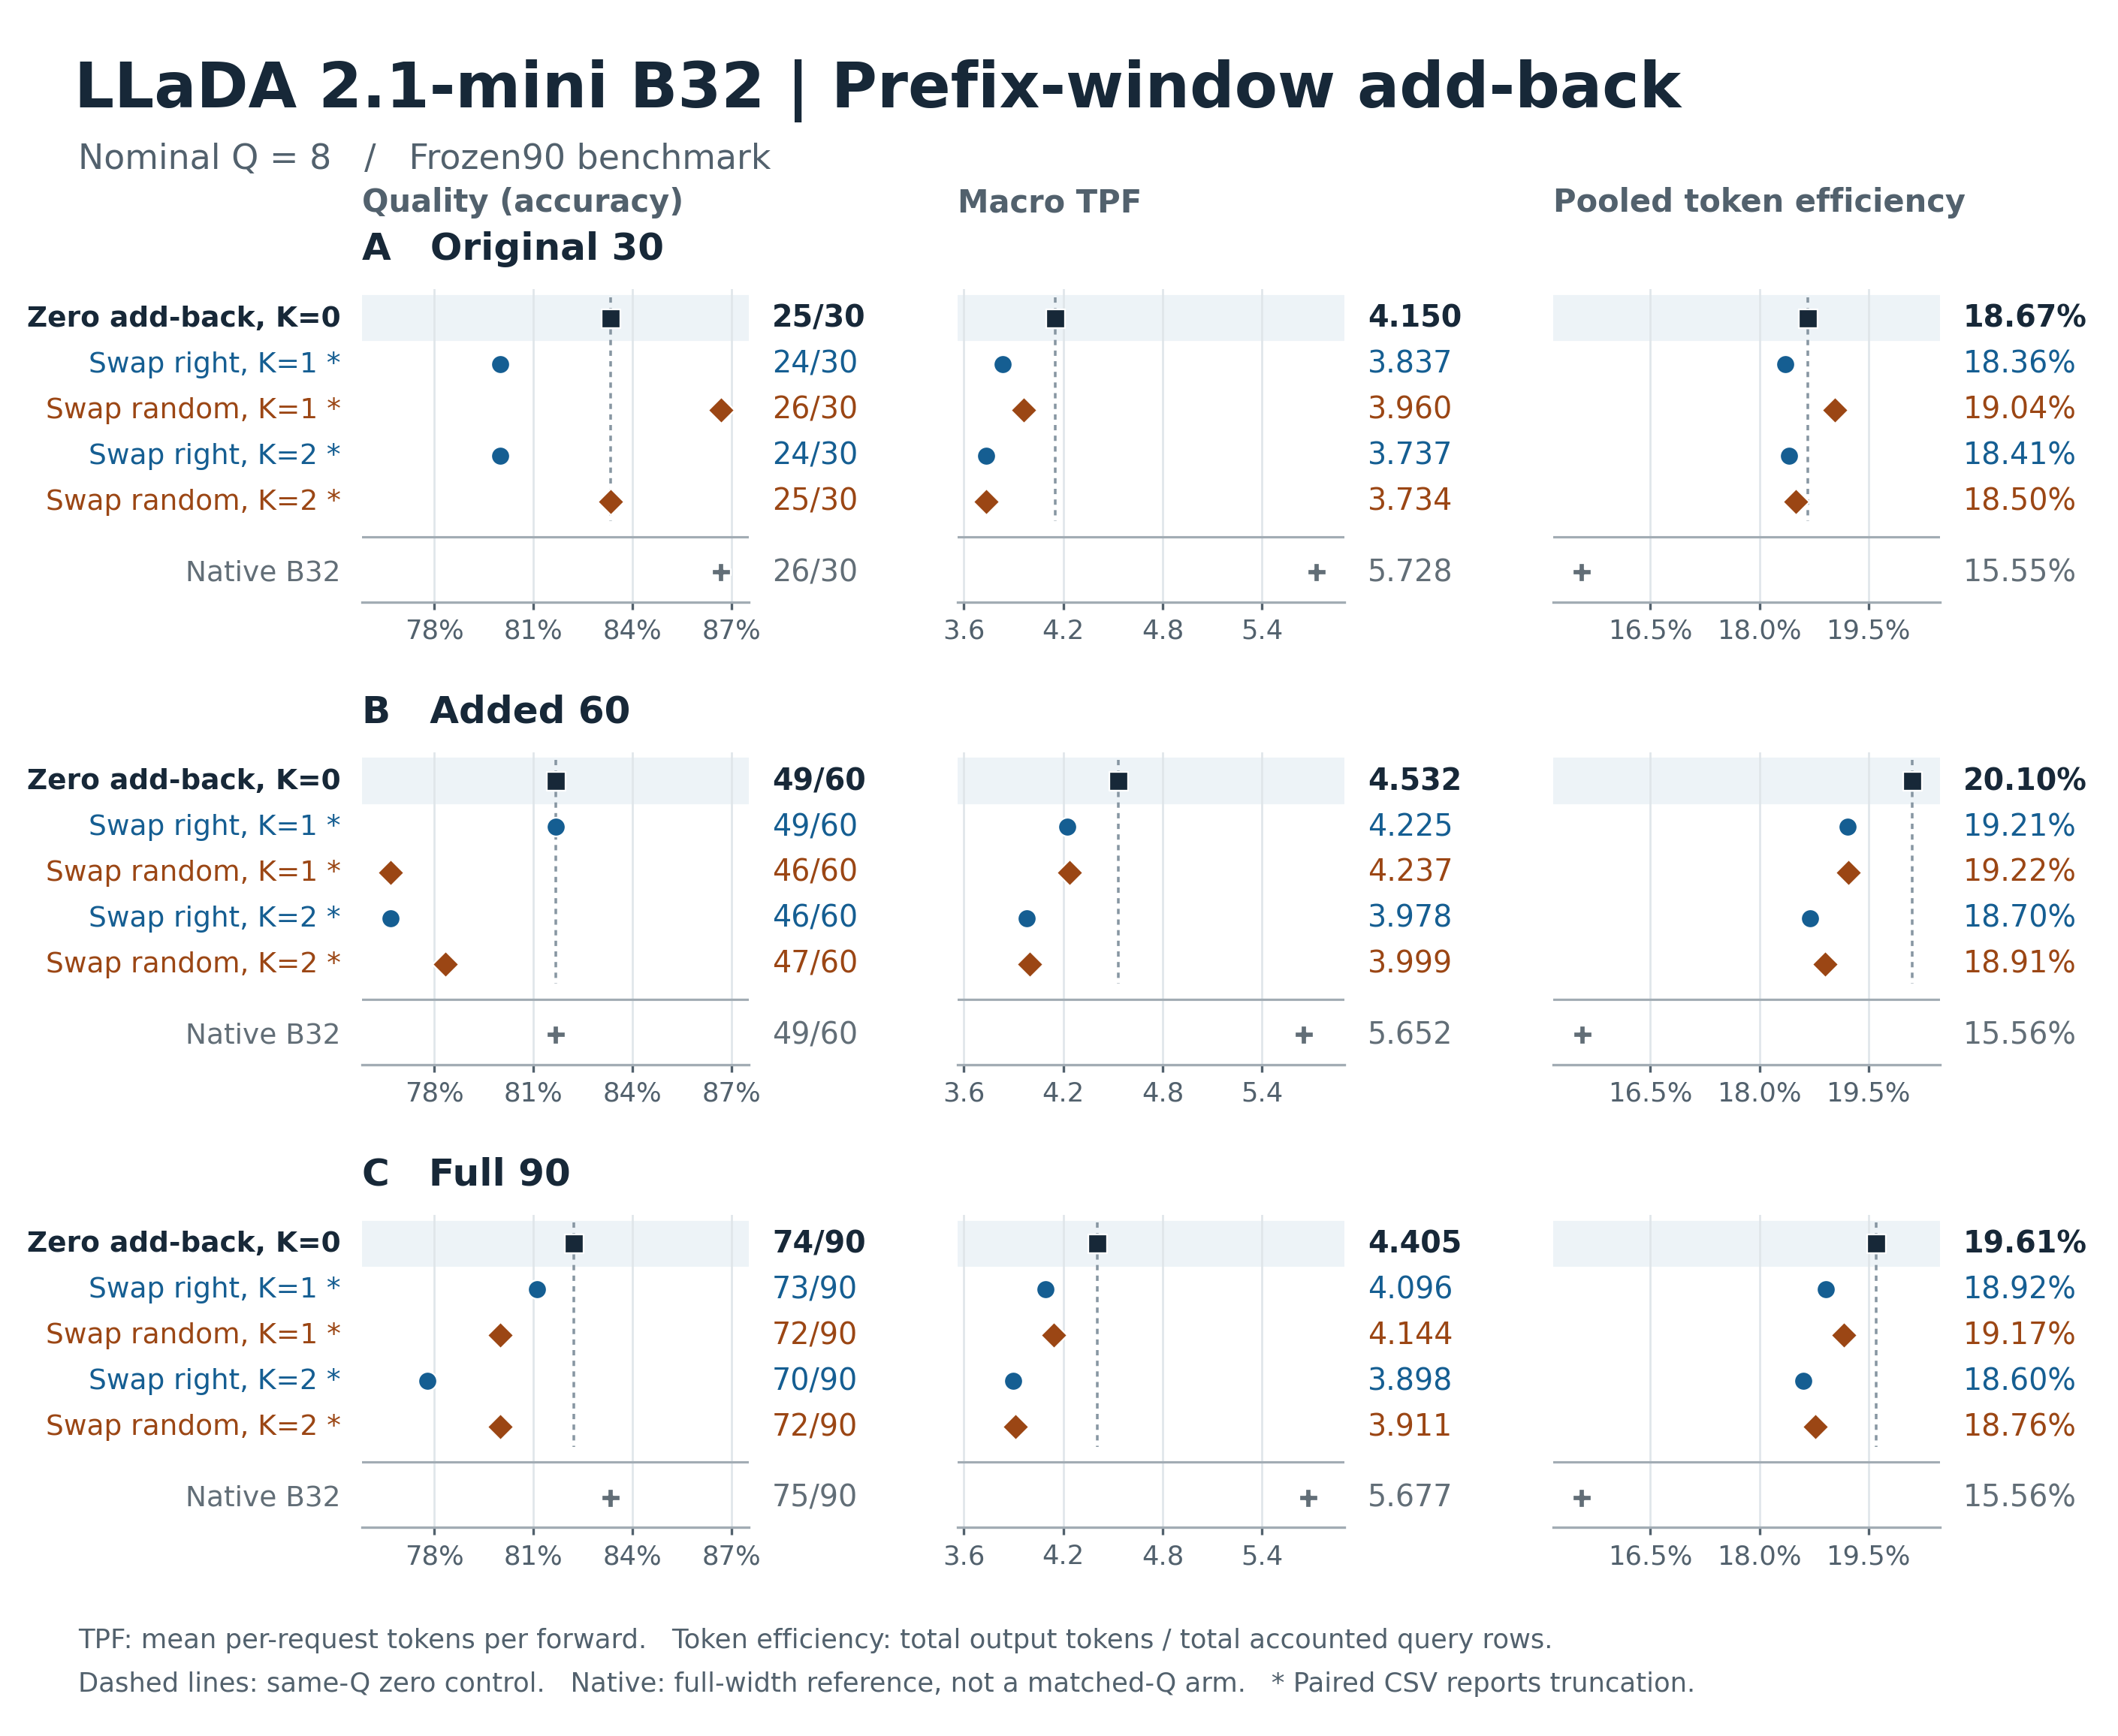 LLaDA 2.1-mini B32 | Prefix-window add-back
Nominal Q = 8 / Frozen90 benchmark
Quality (accuracy) Macro TPF Pooled token efficiency
A Original 30
Zero add-back, K=0 25/30 4.150 18.67%
Swap right, K=1 * 24/30 3.837 18.36%
Swap random, K=1 * 26/30 3.960 19.04%
Swap right, K=2 * 24/30 3.737 18.41%
Swap random, K=2 * 25/30 3.734 18.50%
Native B32 26/30 5.728 15.55%
78% 81% 84% 87% 3.6 4.2 4.8 5.4 16.5% 18.0% 19.5%
B Added 60
Zero add-back, K=0 49/60 4.532 20.10%
Swap right, K=1 * 49/60 4.225 19.21%
Swap random, K=1 * 46/60 4.237 19.22%
Swap right, K=2 * 46/60 3.978 18.70%
Swap random, K=2 * 47/60 3.999 18.91%
Native B32 49/60 5.652 15.56%
78% 81% 84% 87% 3.6 4.2 4.8 5.4 16.5% 18.0% 19.5%
C Full 90
Zero add-back, K=0 74/90 4.405 19.61%
Swap right, K=1 * 73/90 4.096 18.92%
Swap random, K=1 * 72/90 4.144 19.17%
Swap right, K=2 * 70/90 3.898 18.60%
Swap random, K=2 * 72/90 3.911 18.76%
Native B32 75/90 5.677 15.56%
78% 81% 84% 87% 3.6 4.2 4.8 5.4 16.5% 18.0% 19.5%
TPF: mean per-request tokens per forward. Token efficiency: total output tokens / total accounted query rows.
Dashed lines: same-Q zero control. Native: full-width reference, not a matched-Q arm. * Paired CSV reports truncation.